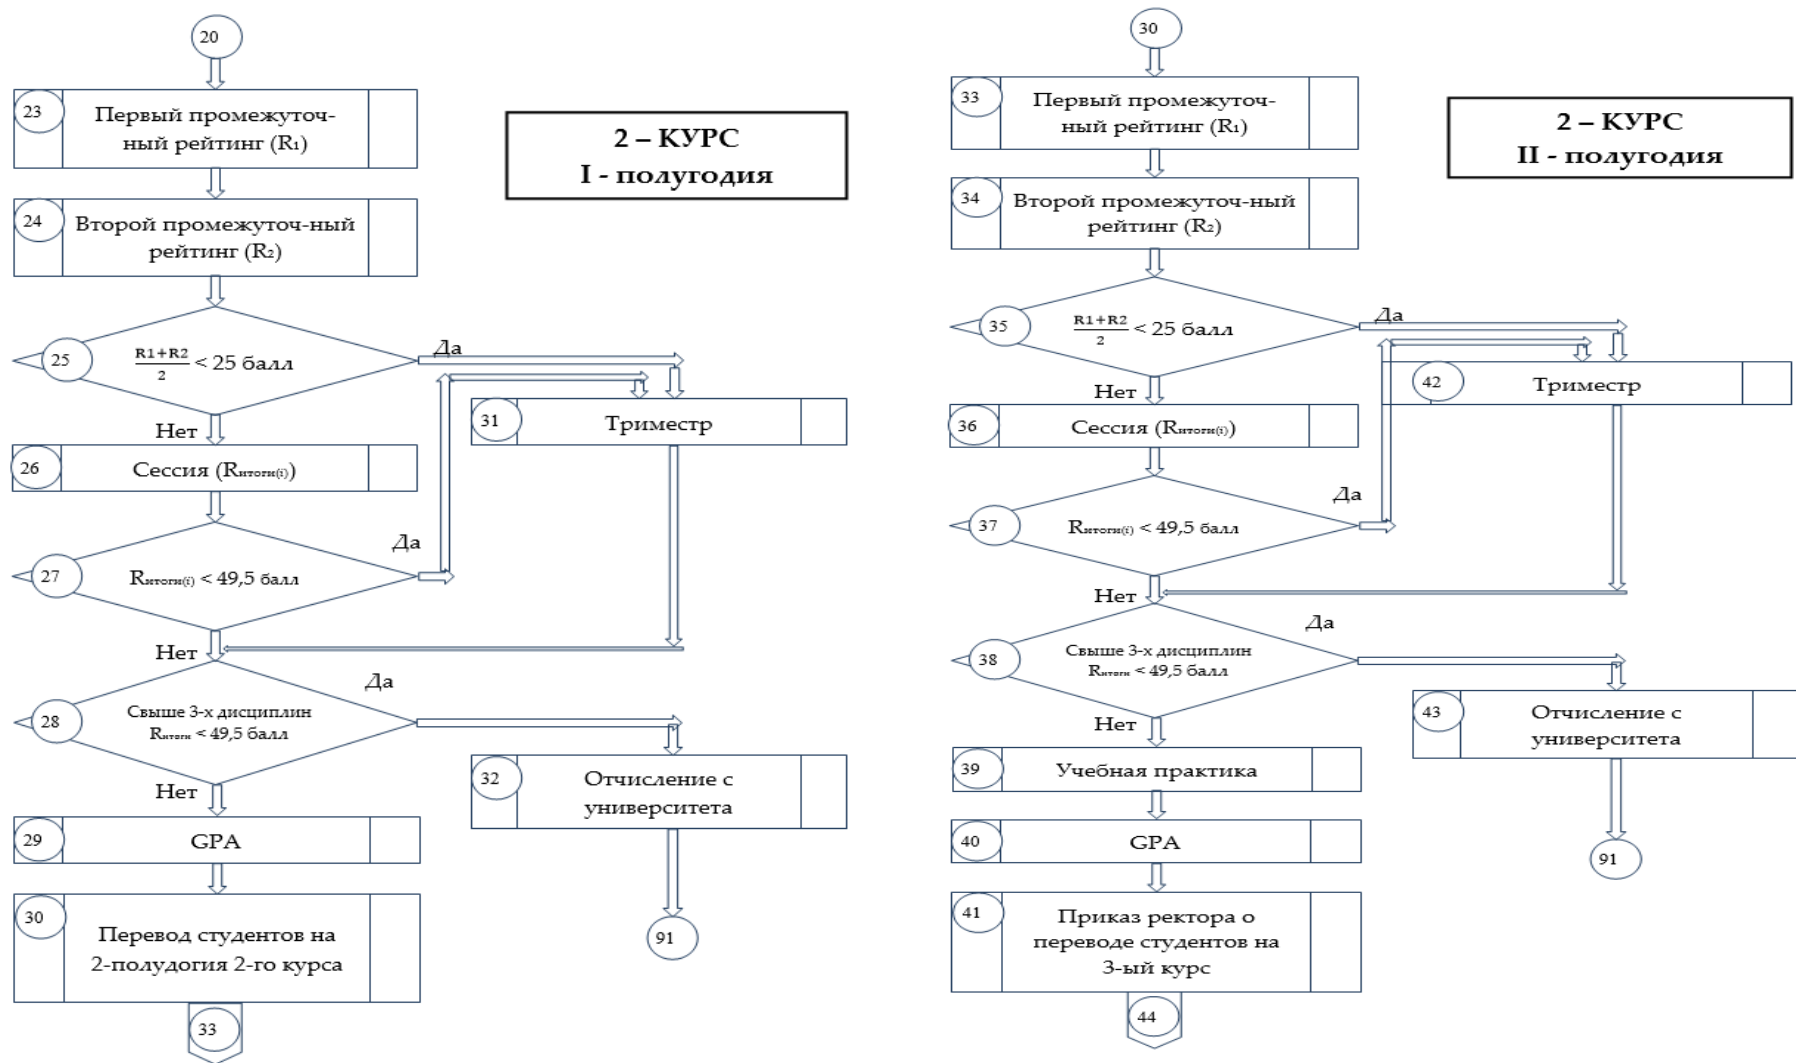 20
23
Первый промежуточ-
ный рейтинг (R₁)
2 – КУРС
I - полугодия
24
Второй промежуточ-ный
рейтинг (R₂)
25
R1+R2
2
< 25 балл
Да
31
Триместр
Нет
26
Сессия (Rитоги(i))
27
Rитоги(i) < 49,5 балл
Да
Нет
28
Свыше 3-х дисциплин
Rитоги < 49,5 балл
Да
32
Отчисление с
университета
91
Нет
29
GPA
30
Перевод студентов на
2-полудогия 2-го курса
33
30
33
Первый промежуточ-
ный рейтинг (R₁)
2 – КУРС
II - полугодия
34
Второй промежуточ-ный
рейтинг (R₂)
35
R1+R2
2
< 25 балл
Да
42
Триместр
Нет
36
Сессия (Rитоги(i))
37
Rитоги(i) < 49,5 балл
Да
Нет
38
Свыше 3-х дисциплин
Rитоги < 49,5 балл
Да
43
Отчисление с
университета
91
Нет
39
Учебная практика
40
GPA
41
Приказ ректора о
переводе студентов на
3-ый курс
44